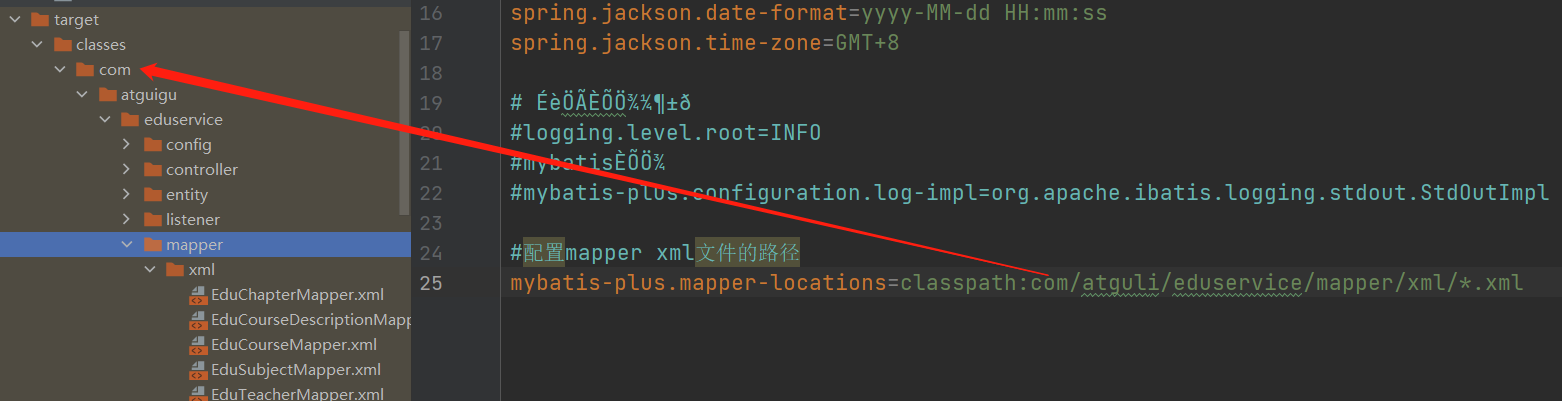 target
classes
com
atguigu
eduservice
config
controller
entity
listener
mapper
xml
EduChapterMapper.xml
EduCourseDescriptionMapp
EduCourseMapper.xml
EduSubjectMapper.xml
EduTeacherMapper.xml
16 spring.jackson.date-format=yyyy-MM-dd HH:mm:ss
17 spring.jackson.time-zone=GMT+8
18
19 # ÉèÖÃÈÕÖ¾¼¶±ð
20 #logging.level.root=INFO
21 #mybatisÈÕÖ¾
22 #mybatis-plus.configuration.log-impl=org.apache.ibatis.logging.stdout.StdOutImpl
23
24 #配置mapper xml文件的路径
25 mybatis-plus.mapper-locations=classpath:com/atguli/eduservice/mapper/xml/*.xml